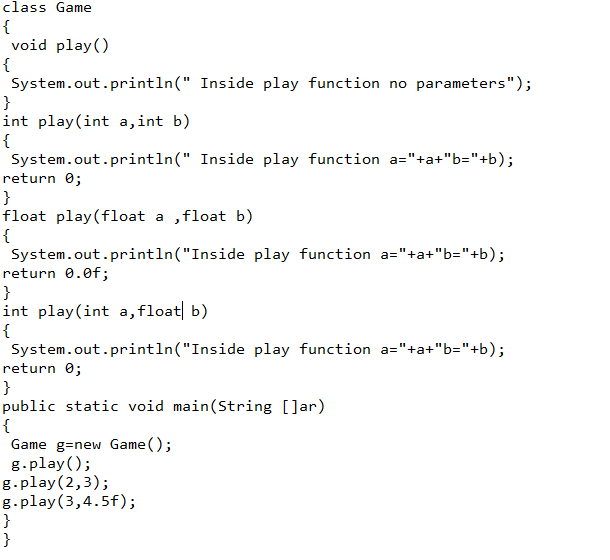 class Game
{
 void play()
{
 System.out.println(" Inside play function no parameters");
}
int play(int a,int b)
{
 System.out.println(" Inside play function a="+a+"b="+b);
return 0;
}
float play(float a ,float b)
{
 System.out.println("Inside play function a="+a+"b="+b);
return 0.0f;
}
int play(int a,float b)
{
 System.out.println("Inside play function a="+a+"b="+b);
return 0;
}
public static void main(String []ar)
{
 Game g=new Game();
 g.play();
g.play(2,3);
g.play(3,4.5f);
}
}